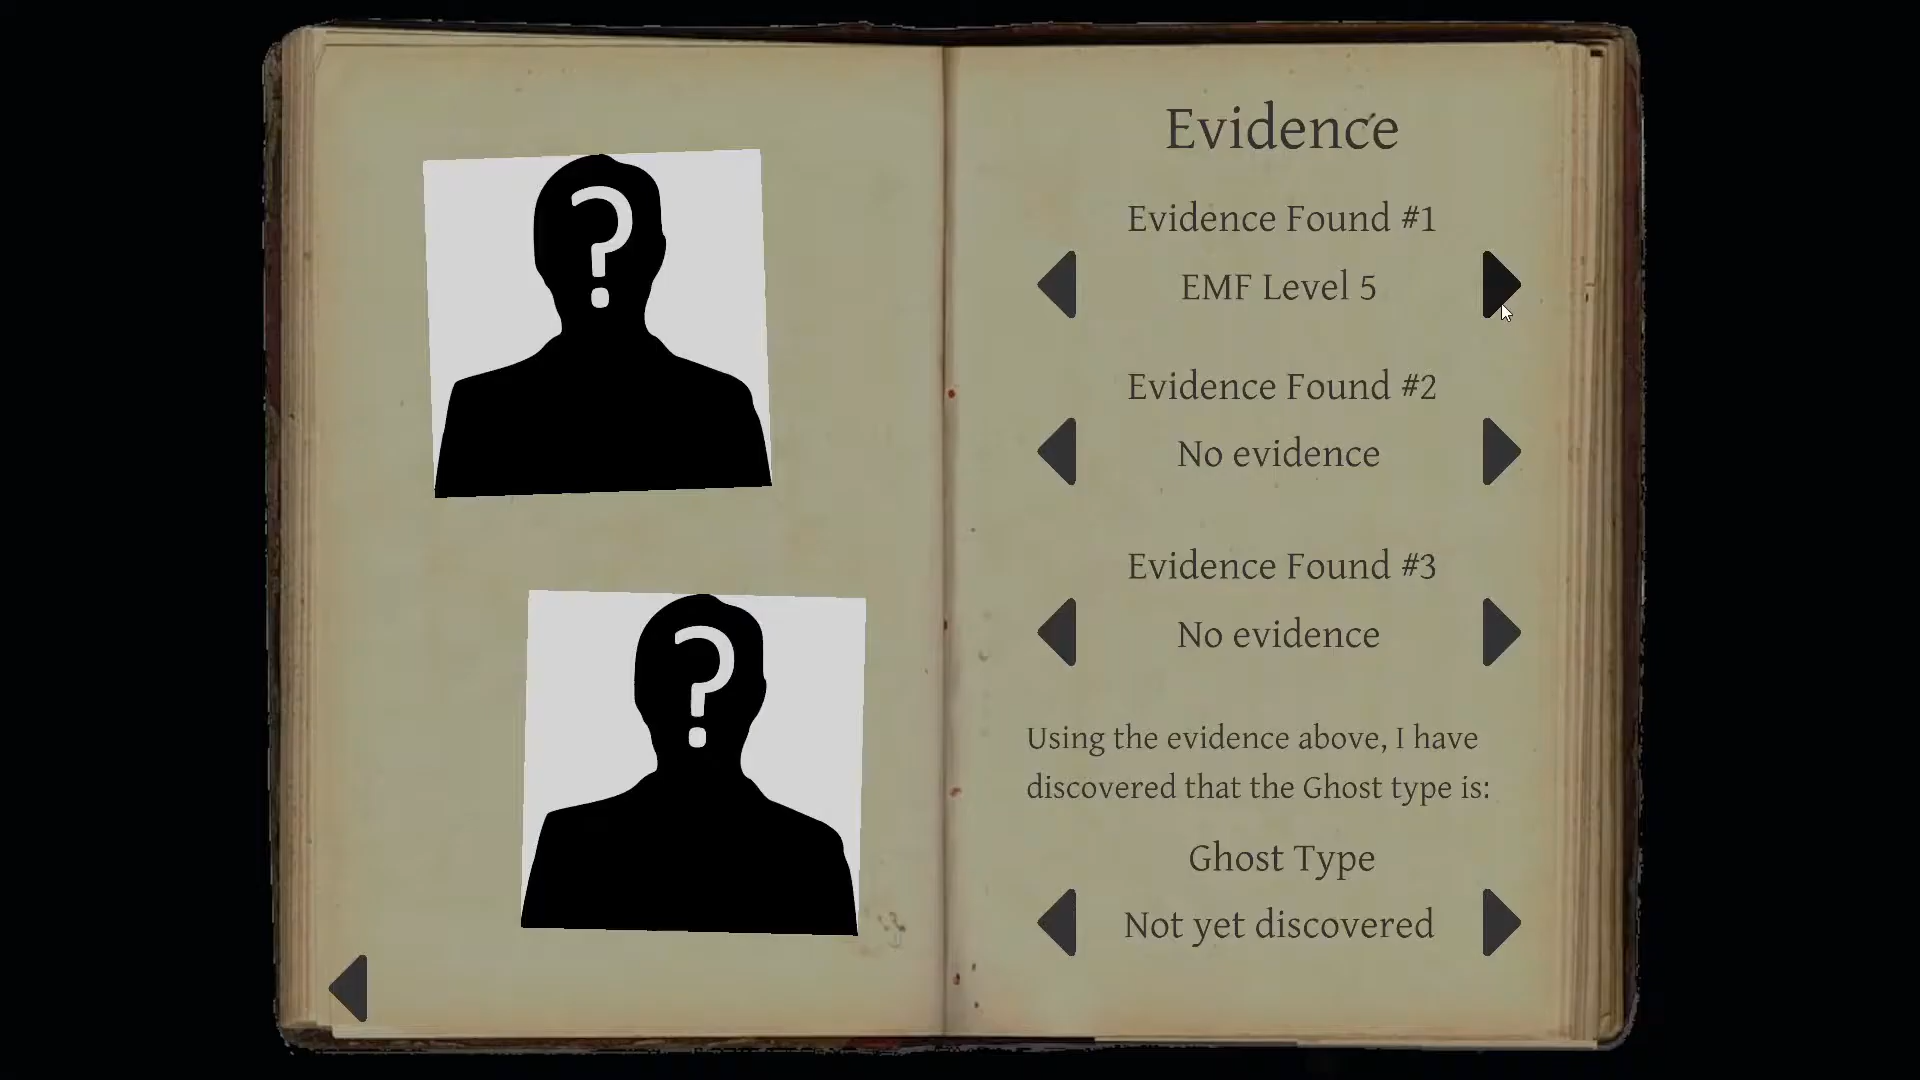 ?
?
Evidence
Evidence Found #1
EMF Level 5
Evidence Found #2
No evidence
Evidence Found #3
No evidence
Using the evidence above, I have
discovered that the Ghost type is:
Ghost Type
Not yet discovered